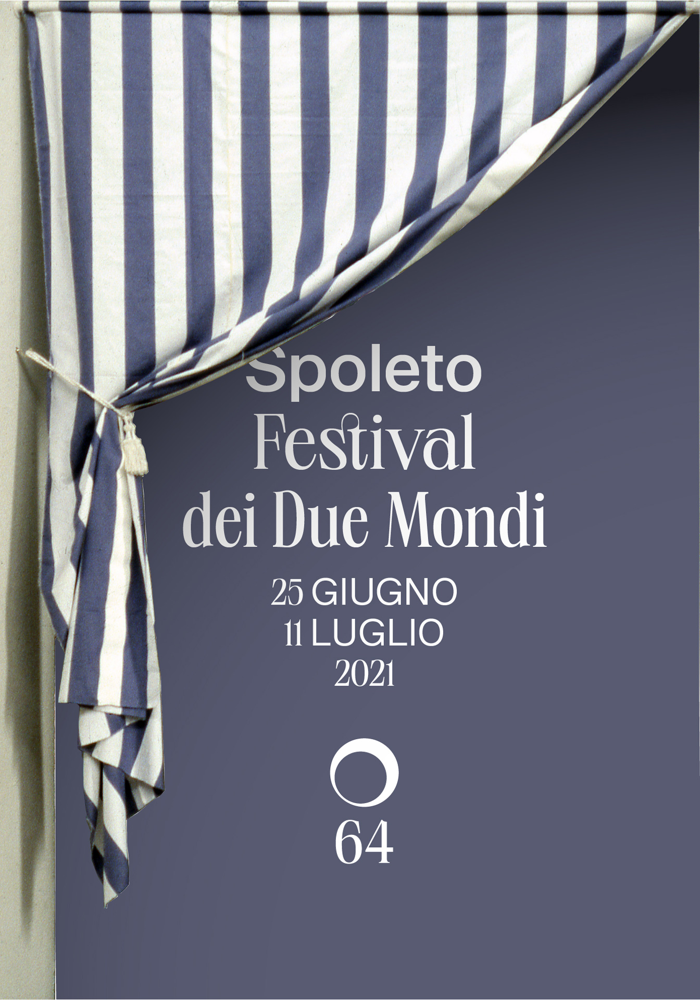 Spoleto
Festival
dei Due Mondi
25 GIUGNO
11 LUGLIO
2021
64